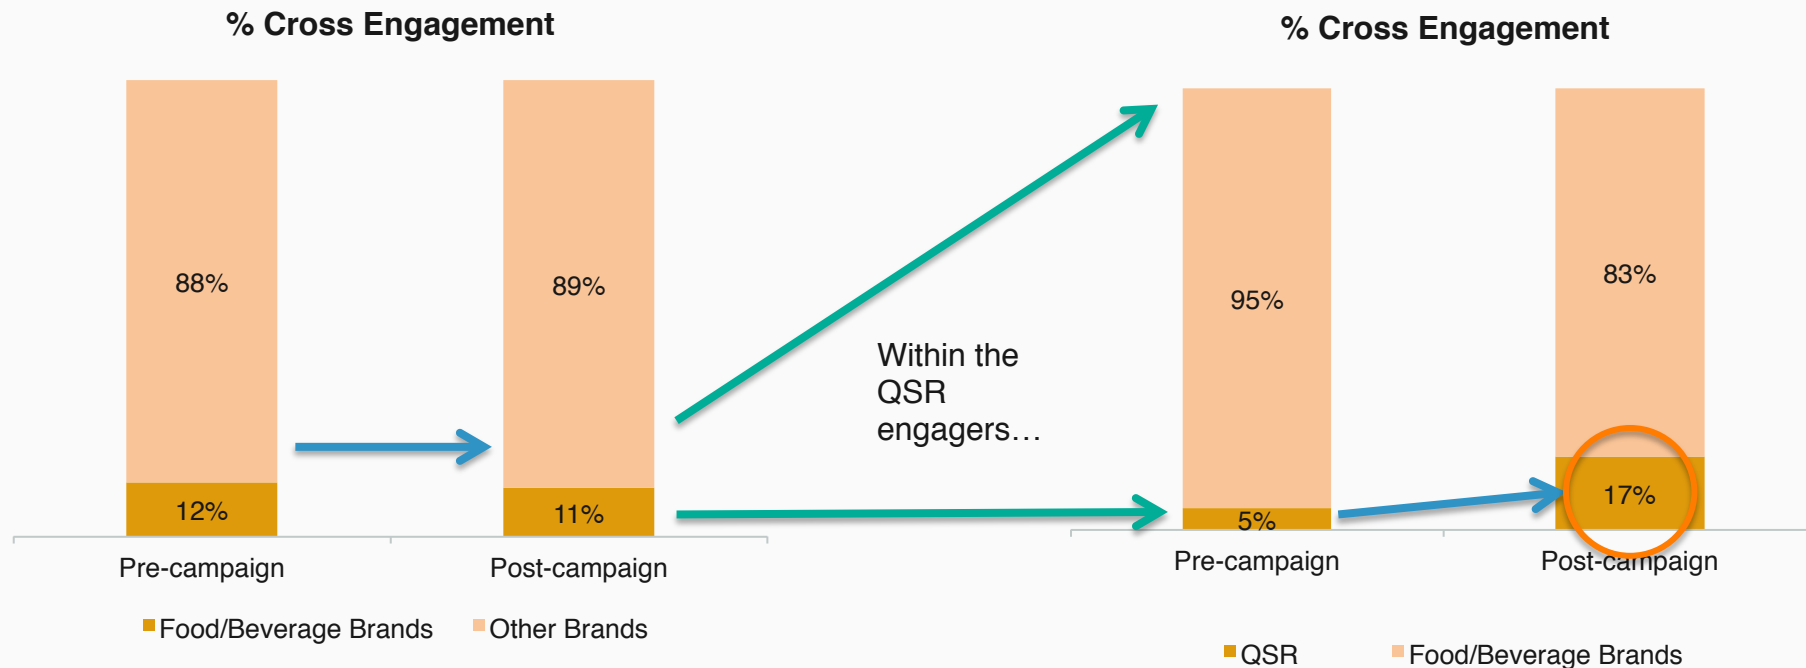 % Cross Engagement
88%
89%
12%
11%
Pre-campaign
Post-campaign
Food/Beverage Brands
Other Brands
Within the
QSR
engagers…
% Cross Engagement
95%
83%
5%
17%
Pre-campaign
Post-campaign
QSR
Food/Beverage Brands